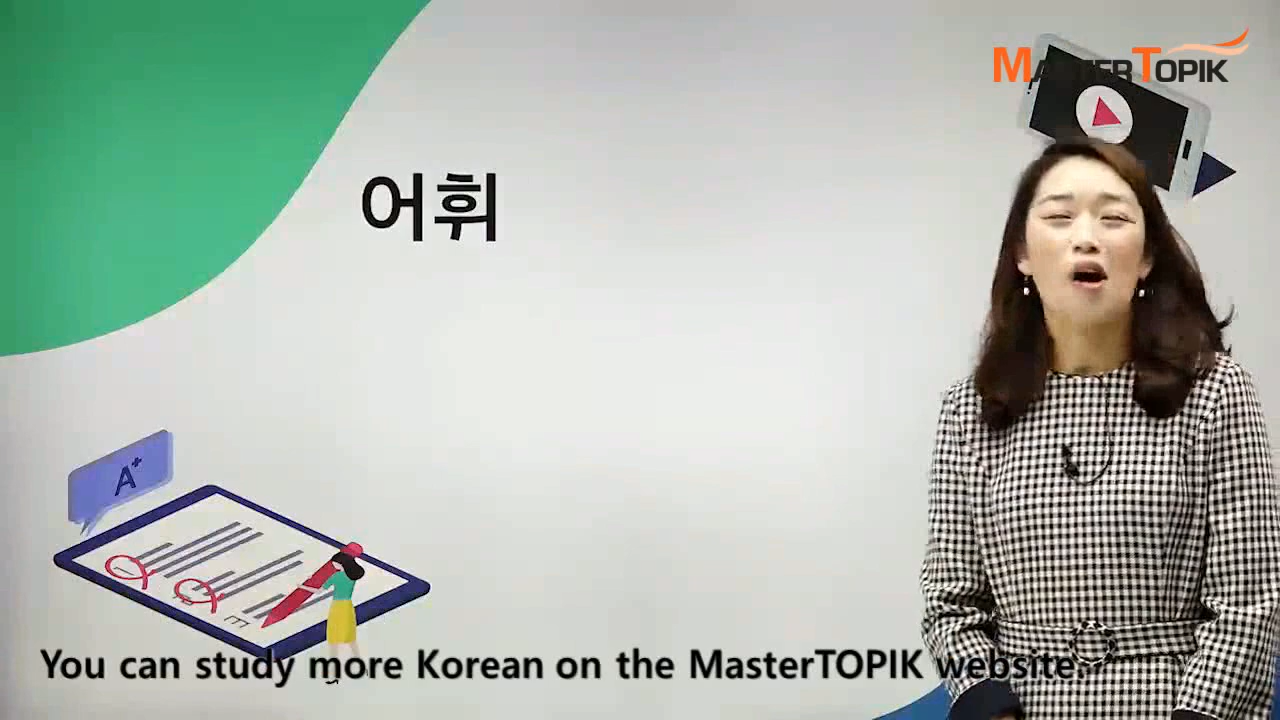 MASTERTOPIK
어휘
A+
You can study more Korean on the MasterTOPIK website.